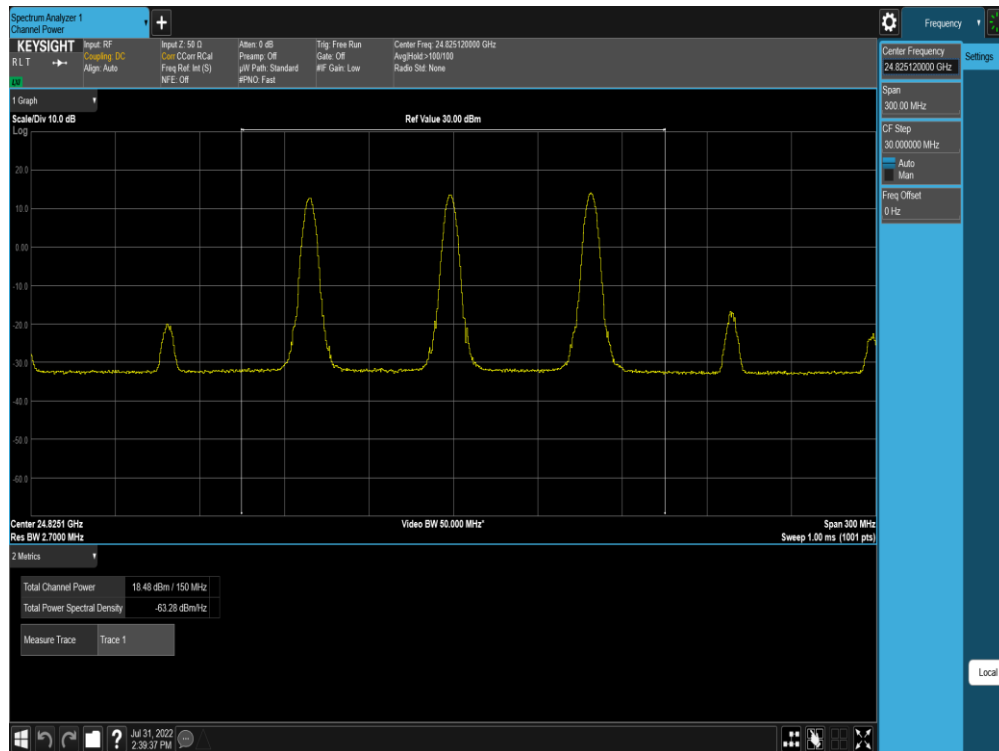 Spectrum Analyzer 1
Channel Power
+
Frequency
KEYSIGHT
R L T
LXI
Input: RF
Coupling: DC
Align: Auto
Input Z: 50 Ω
Corr CCorr RCal
Freq Ref: Int (S)
NFE: Off
Atten: 0 dB
Preamp: Off
µW Path: Standard
#PNO: Fast
Trig: Free Run
Gate: Off
#IF Gain: Low
Center Freq: 24.825120000 GHz
Avg|Hold:>100/100
Radio Std: None
Center Frequency
24.825120000 GHz
Settings
Span
300.00 MHz
CF Step
30.000000 MHz
Auto
Man
Freq Offset
0 Hz
1 Graph
Scale/Div 10.0 dB
Ref Value 30.00 dBm
Log
20.0
10.0
0.00
-10.0
-20.0
-30.0
-40.0
-50.0
-60.0
Center 24.8251 GHz
Video BW 50.000 MHz*
Span 300 MHz
Res BW 2.7000 MHz
Sweep 1.00 ms (1001 pts)
2 Metrics
Total Channel Power 18.48 dBm / 150 MHz
Total Power Spectral Density -63.28 dBm/Hz
Measure Trace Trace 1
Local
?
Jul 31, 2022
2:39:37 PM